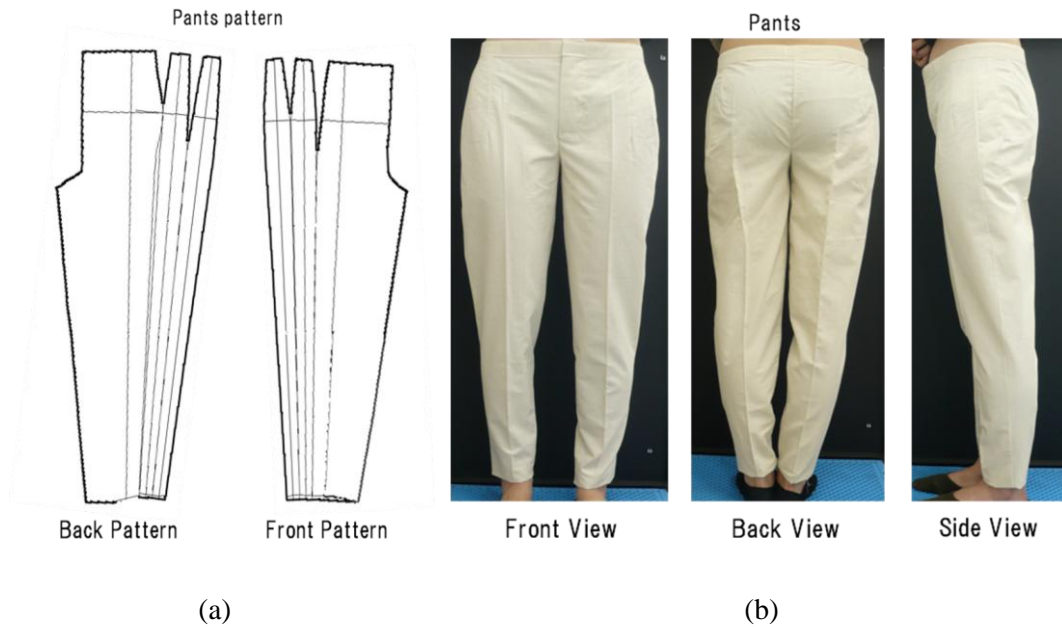 Pants pattern
Pants
Back Pattern
Front Pattern
Front View
Back View
Side View
(a)
(b)